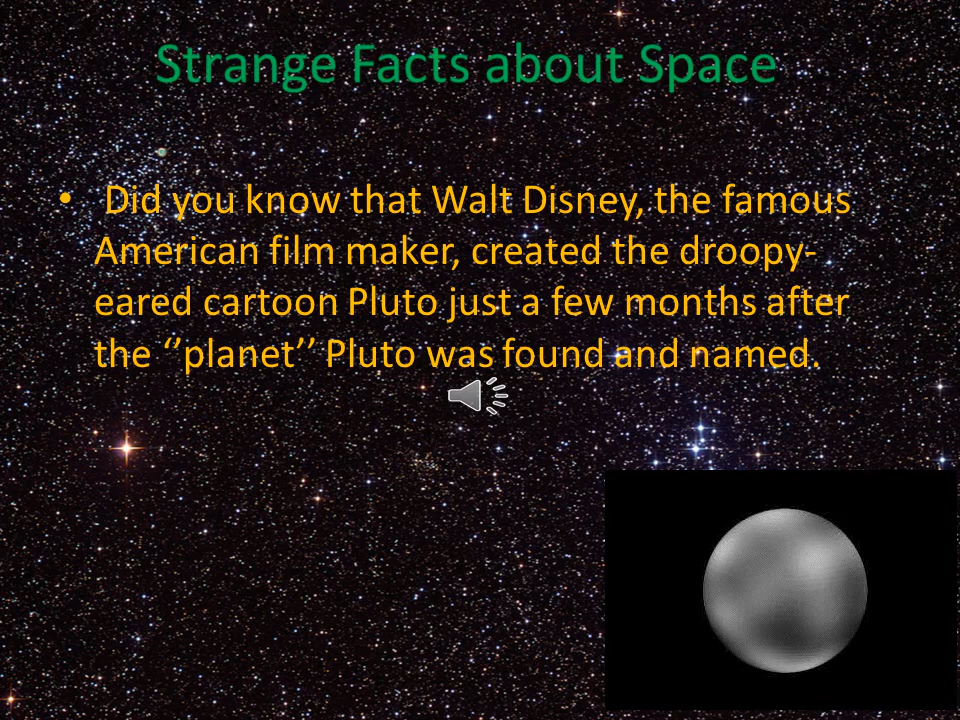 Strange Facts about Space
• Did you know that Walt Disney, the famous
American film maker, created the droopy-
eared cartoon Pluto just a few months after
the ‘’planet’’ Pluto was found and named.